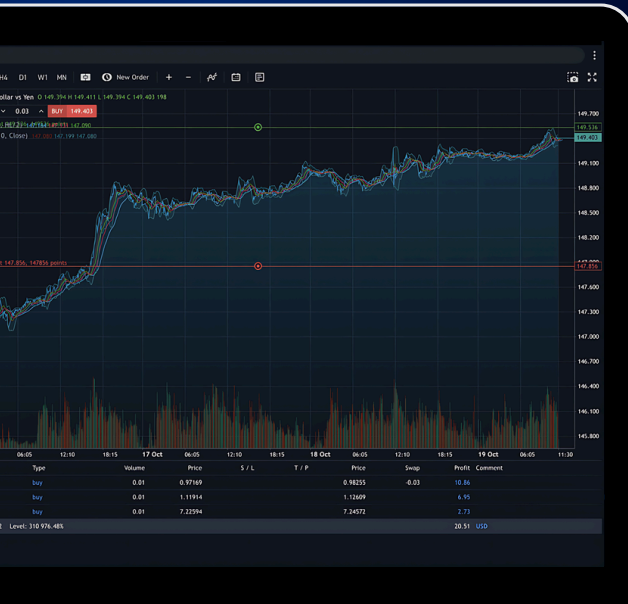 H4 D1 W1 MN New Order + −
ollar vs Yen O 149.394 H 149.411 L 149.394 C 149.403 198
0.03 BUY 149.403
0, Close) 147.199 147.080
149.700
149.536
149.403
149.100
148.800
148.500
148.200
t 147.856, 147856 points
147.856
147.600
147.300
147.000
146.700
146.400
146.100
145.800
06:05 12:10 18:15 17 Oct 06:05 12:10 18:15 18 Oct 06:05 12:10 18:15 19 Oct 06:05 11:30
Type Volume Price S / L T / P Price Swap Profit Comment
buy 0.01 0.97169 0.98255 -0.03 10.86
buy 0.01 1.11914 1.12609 6.95
buy 0.01 7.22594 7.24572 2.73
Level: 310 976.48% 20.51 USD